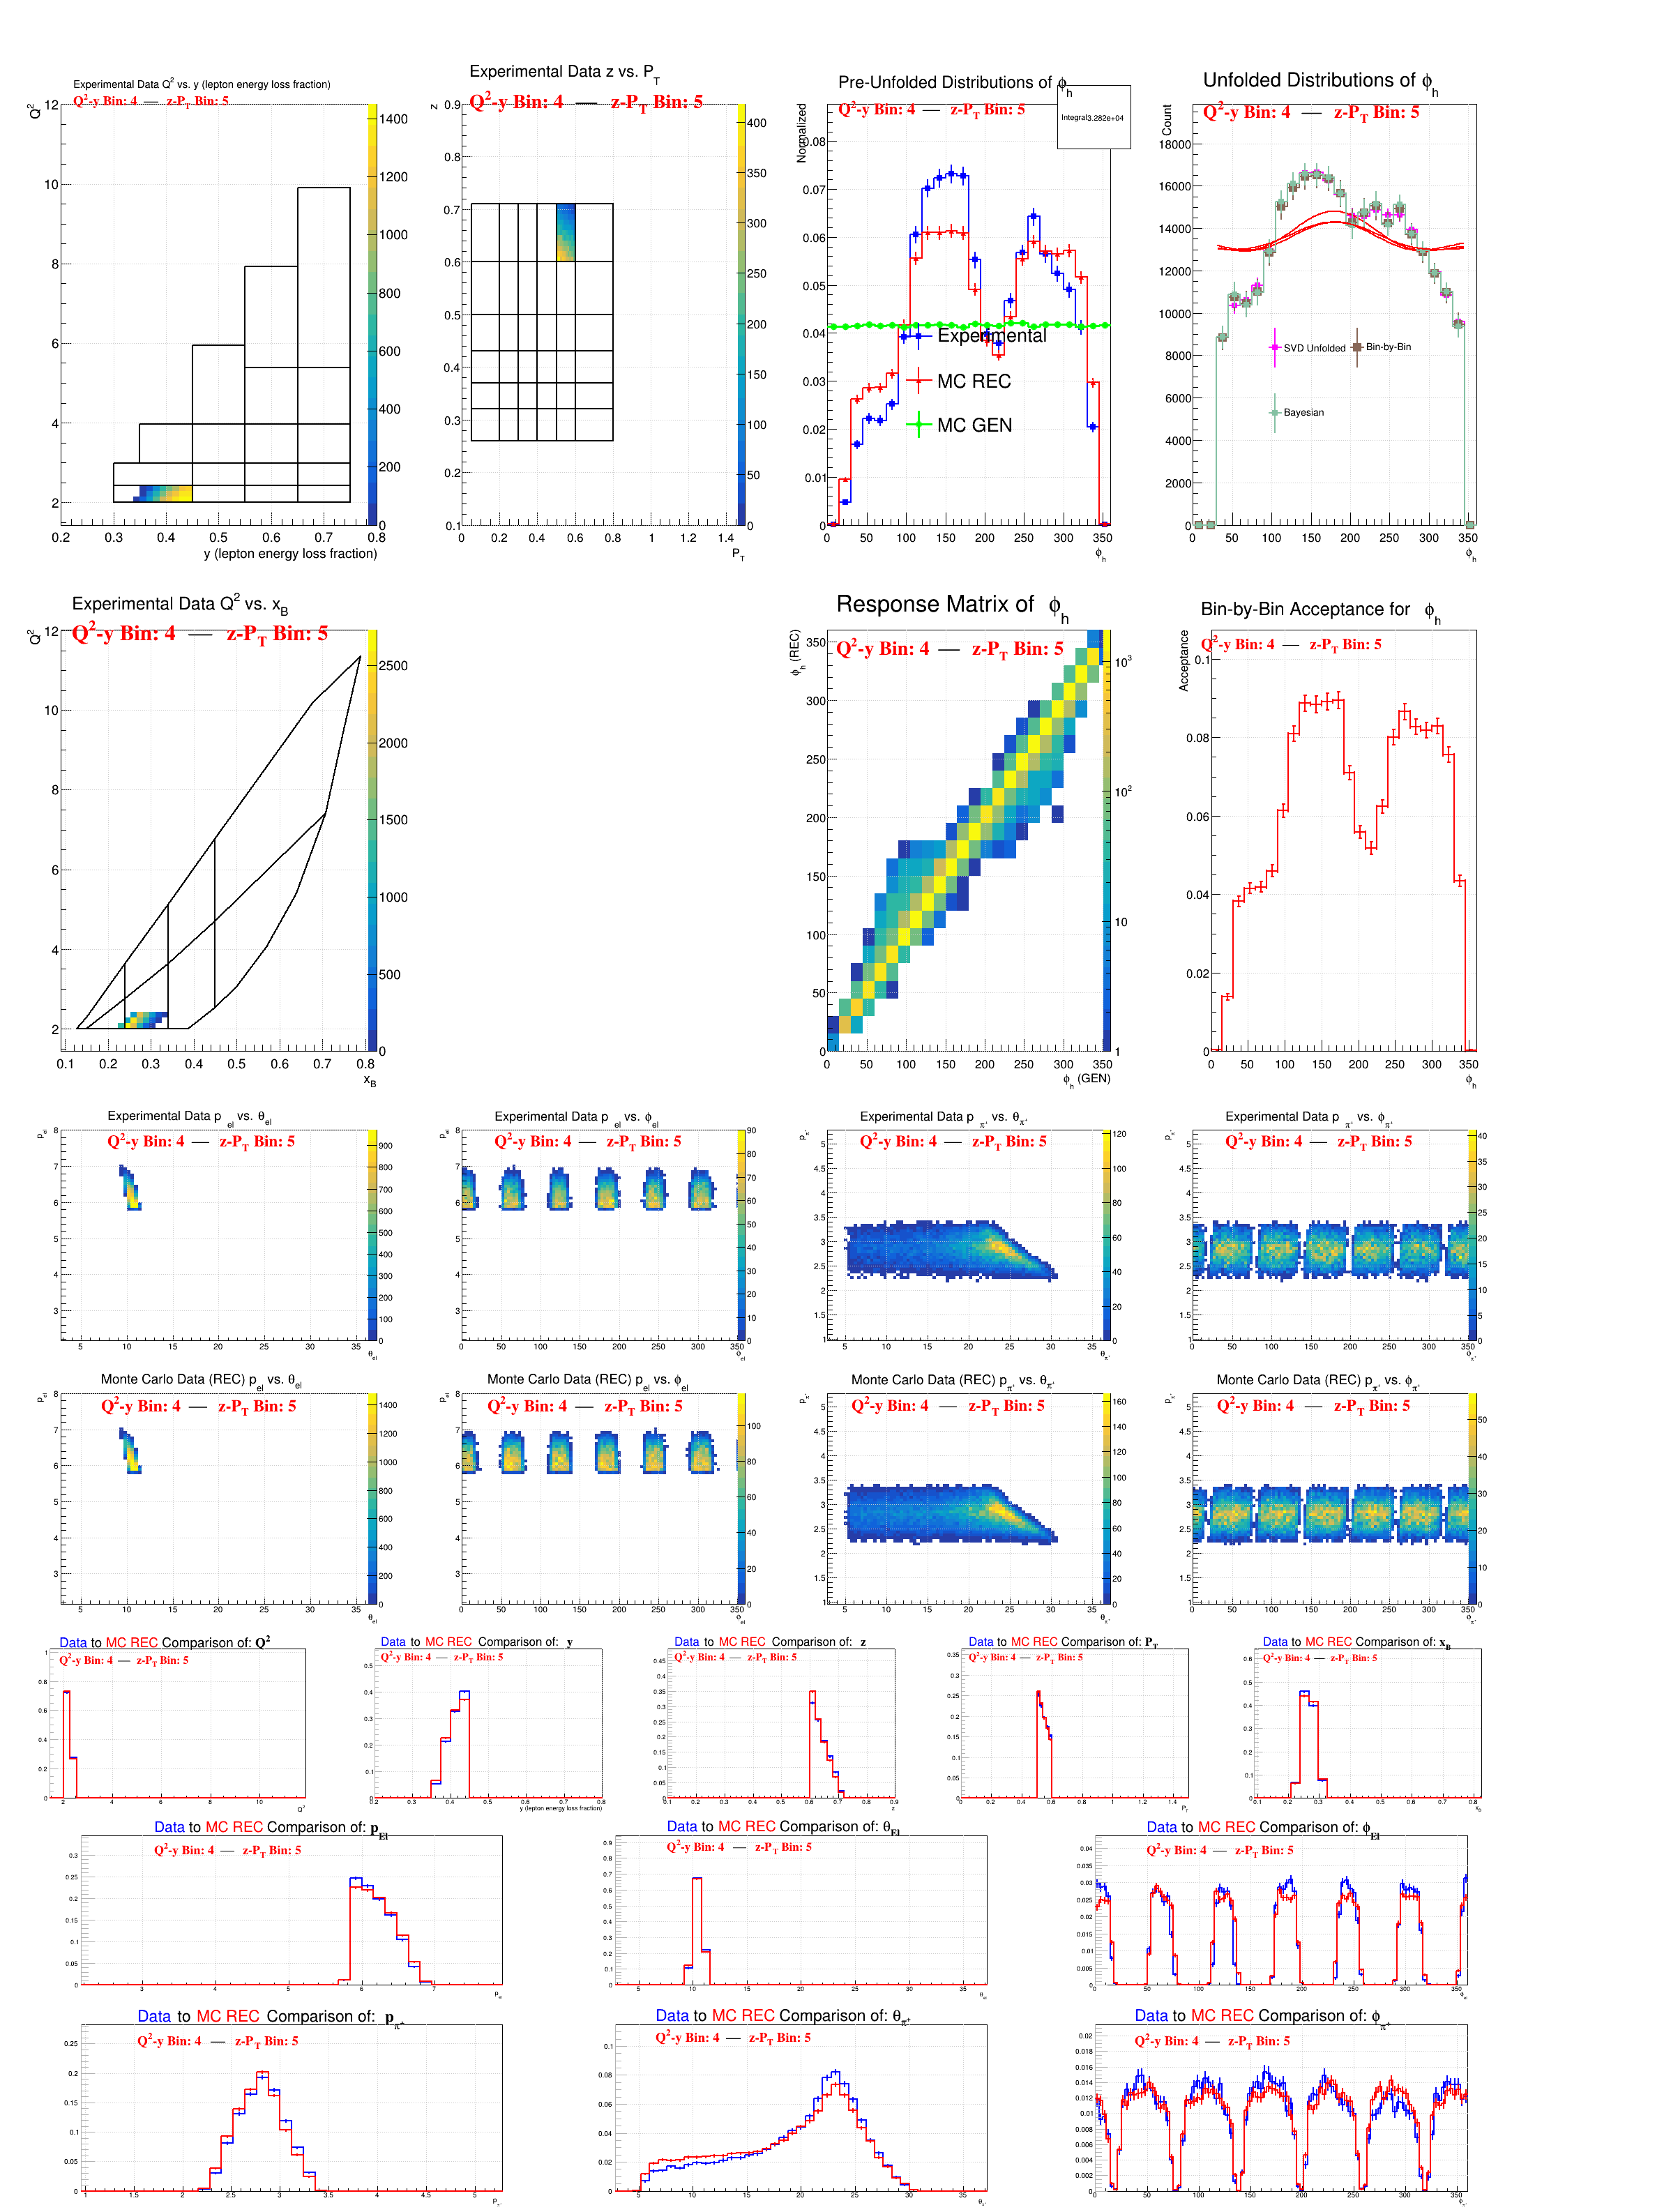 Experimental Data Q² vs. y (lepton energy loss fraction)
Q²-y Bin: 4 — z-P_T Bin: 5
Q²
y (lepton energy loss fraction)
Experimental Data z vs. P_T
Q²-y Bin: 4 — z-P_T Bin: 5
z
P_T
Pre-Unfolded Distributions of φ_h
Q²-y Bin: 4 — z-P_T Bin: 5
Integral3.282e+04
Normalized
Experimental
MC REC
MC GEN
φ_h
Unfolded Distributions of φ_h
Q²-y Bin: 4 — z-P_T Bin: 5
Count
SVD Unfolded
Bin-by-Bin
Bayesian
φ_h
Experimental Data Q² vs. x_B
Q²-y Bin: 4 — z-P_T Bin: 5
Q²
x_B
Response Matrix of φ_h
Q²-y Bin: 4 — z-P_T Bin: 5
φ_h (REC)
φ_h (GEN)
Bin-by-Bin Acceptance for φ_h
Q²-y Bin: 4 — z-P_T Bin: 5
Acceptance
φ_h
Experimental Data p_el vs. θ_el
Q²-y Bin: 4 — z-P_T Bin: 5
Experimental Data p_el vs. φ_el
Q²-y Bin: 4 — z-P_T Bin: 5
Experimental Data p_π⁺ vs. θ_π⁺
Q²-y Bin: 4 — z-P_T Bin: 5
Experimental Data p_π⁺ vs. φ_π⁺
Q²-y Bin: 4 — z-P_T Bin: 5
Monte Carlo Data (REC) p_el vs. θ_el
Q²-y Bin: 4 — z-P_T Bin: 5
Monte Carlo Data (REC) p_el vs. φ_el
Q²-y Bin: 4 — z-P_T Bin: 5
Monte Carlo Data (REC) p_π⁺ vs. θ_π⁺
Q²-y Bin: 4 — z-P_T Bin: 5
Monte Carlo Data (REC) p_π⁺ vs. φ_π⁺
Q²-y Bin: 4 — z-P_T Bin: 5
Data to MC REC Comparison of: Q²
Q²-y Bin: 4 — z-P_T Bin: 5
Q²
Data to MC REC Comparison of: y
Q²-y Bin: 4 — z-P_T Bin: 5
y (lepton energy loss fraction)
Data to MC REC Comparison of: z
Q²-y Bin: 4 — z-P_T Bin: 5
z
Data to MC REC Comparison of: P_T
Q²-y Bin: 4 — z-P_T Bin: 5
P_T
Data to MC REC Comparison of: x_B
Q²-y Bin: 4 — z-P_T Bin: 5
x_B
Data to MC REC Comparison of: p_El
Q²-y Bin: 4 — z-P_T Bin: 5
Data to MC REC Comparison of: θ_El
Q²-y Bin: 4 — z-P_T Bin: 5
Data to MC REC Comparison of: φ_El
Q²-y Bin: 4 — z-P_T Bin: 5
Data to MC REC Comparison of: p_π⁺
Q²-y Bin: 4 — z-P_T Bin: 5
Data to MC REC Comparison of: θ_π⁺
Q²-y Bin: 4 — z-P_T Bin: 5
Data to MC REC Comparison of: φ_π⁺
Q²-y Bin: 4 — z-P_T Bin: 5